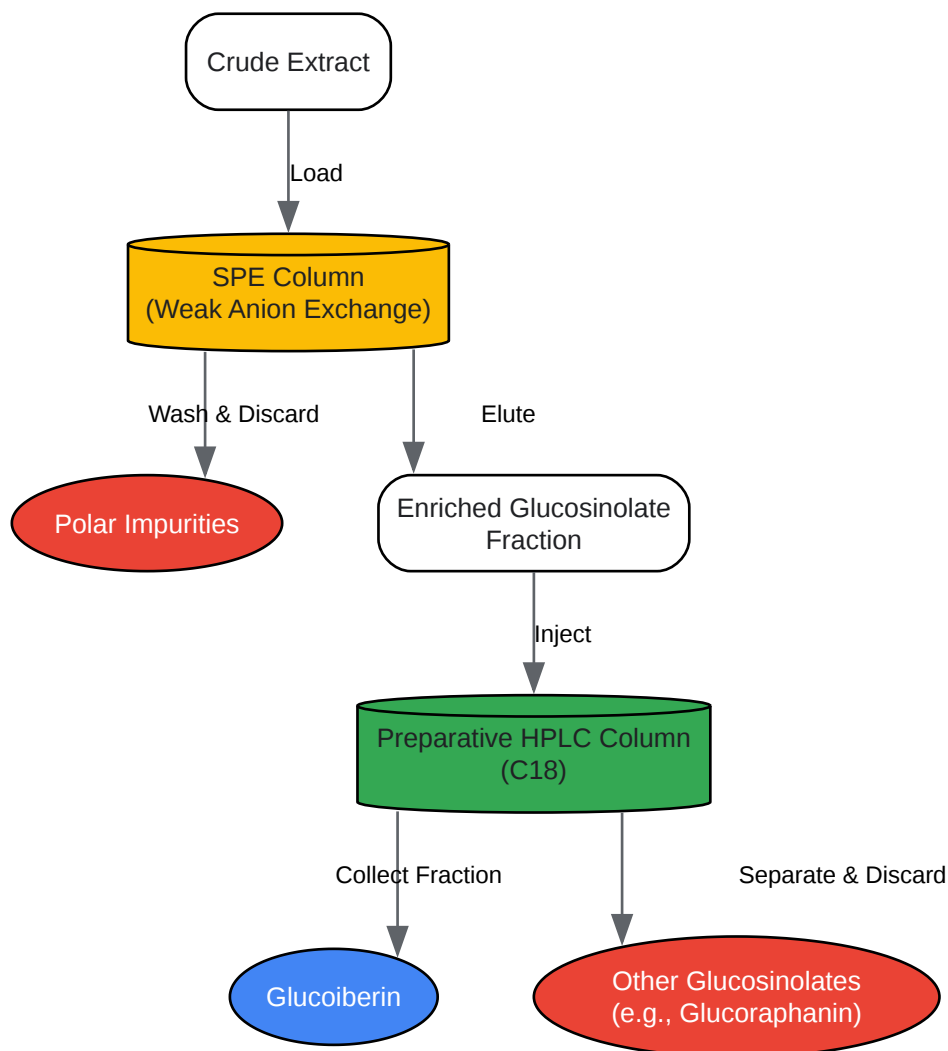 Crude Extract
Load
SPE Column
(Weak Anion Exchange)
Wash & Discard
Elute
Polar Impurities
Enriched Glucosinolate
Fraction
Inject
Preparative HPLC Column
(C18)
Collect Fraction
Separate & Discard
Glucoiberin
Other Glucosinolates
(e.g., Glucoraphanin)